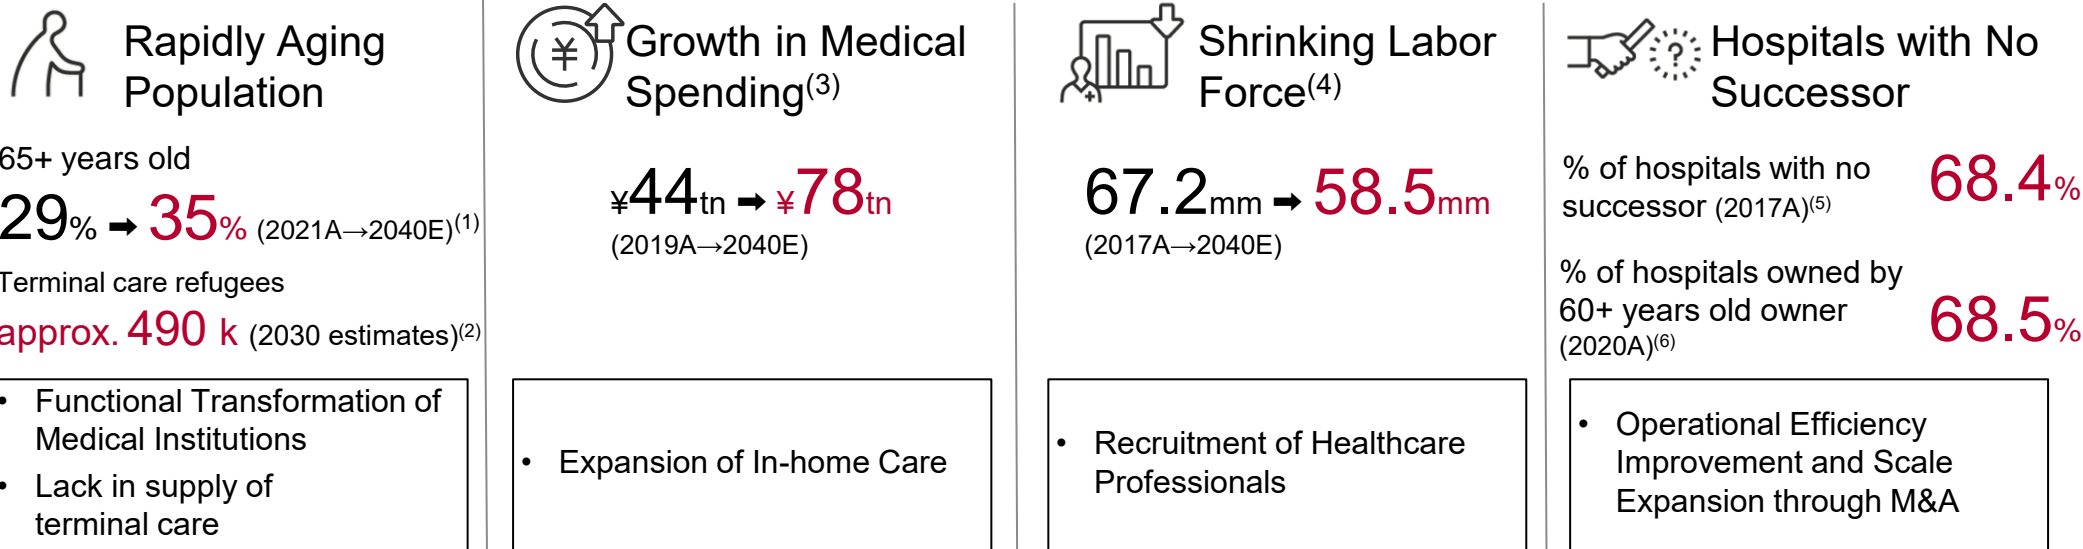 Rapidly Aging
Population
65+ years old
29% ➡ 35% (2021A→2040E)(1)
Terminal care refugees
approx. 490 k (2030 estimates)(2)
• Functional Transformation of
Medical Institutions
• Lack in supply of
terminal care
¥
Growth in Medical
Spending(3)
¥44tn ➡ ¥78tn
(2019A→2040E)
• Expansion of In-home Care
Shrinking Labor
Force(4)
67.2mm ➡ 58.5mm
(2017A→2040E)
• Recruitment of Healthcare
Professionals
?
Hospitals with No
Successor
% of hospitals with no
successor (2017A)(5)
68.4%
% of hospitals owned by
60+ years old owner
(2020A)(6)
68.5%
• Operational Efficiency
Improvement and Scale
Expansion through M&A